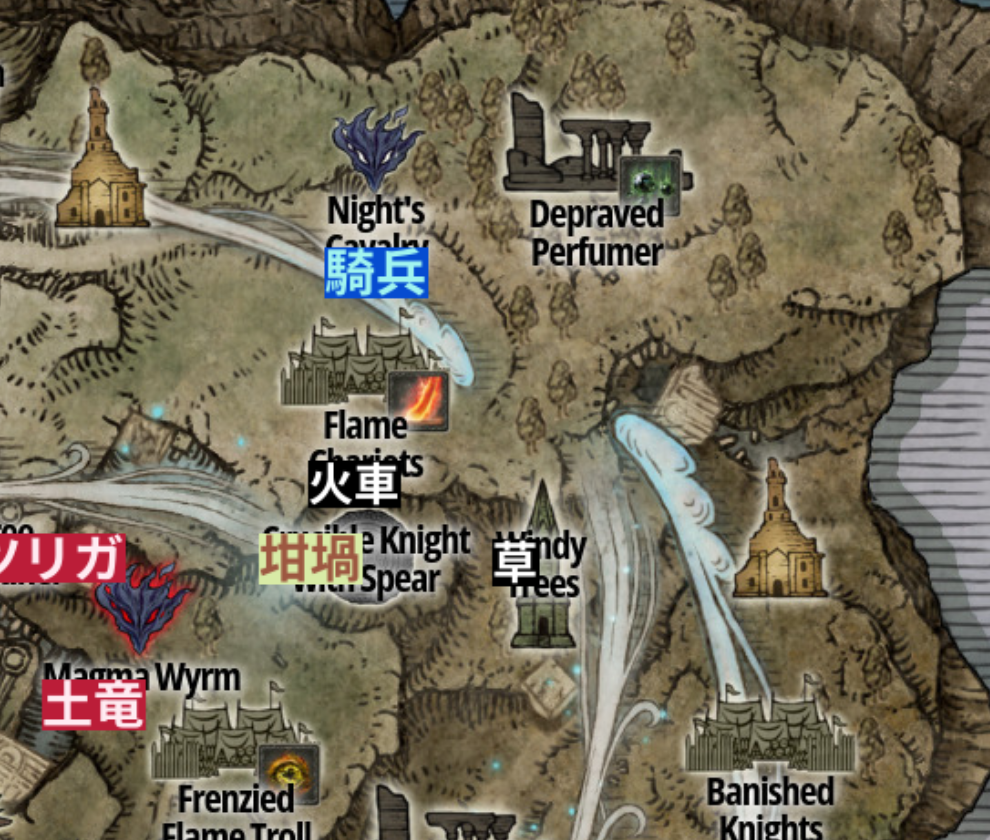 Night's
Cavalry
騎兵
Depraved
Perfumer
Flame
Chariots
火車
Crucible Knight
with Spear
坩堝
Windy
Trees
草
ツリガ
Magma Wyrm
土竜
Frenzied
Flame Troll
Banished
Knights